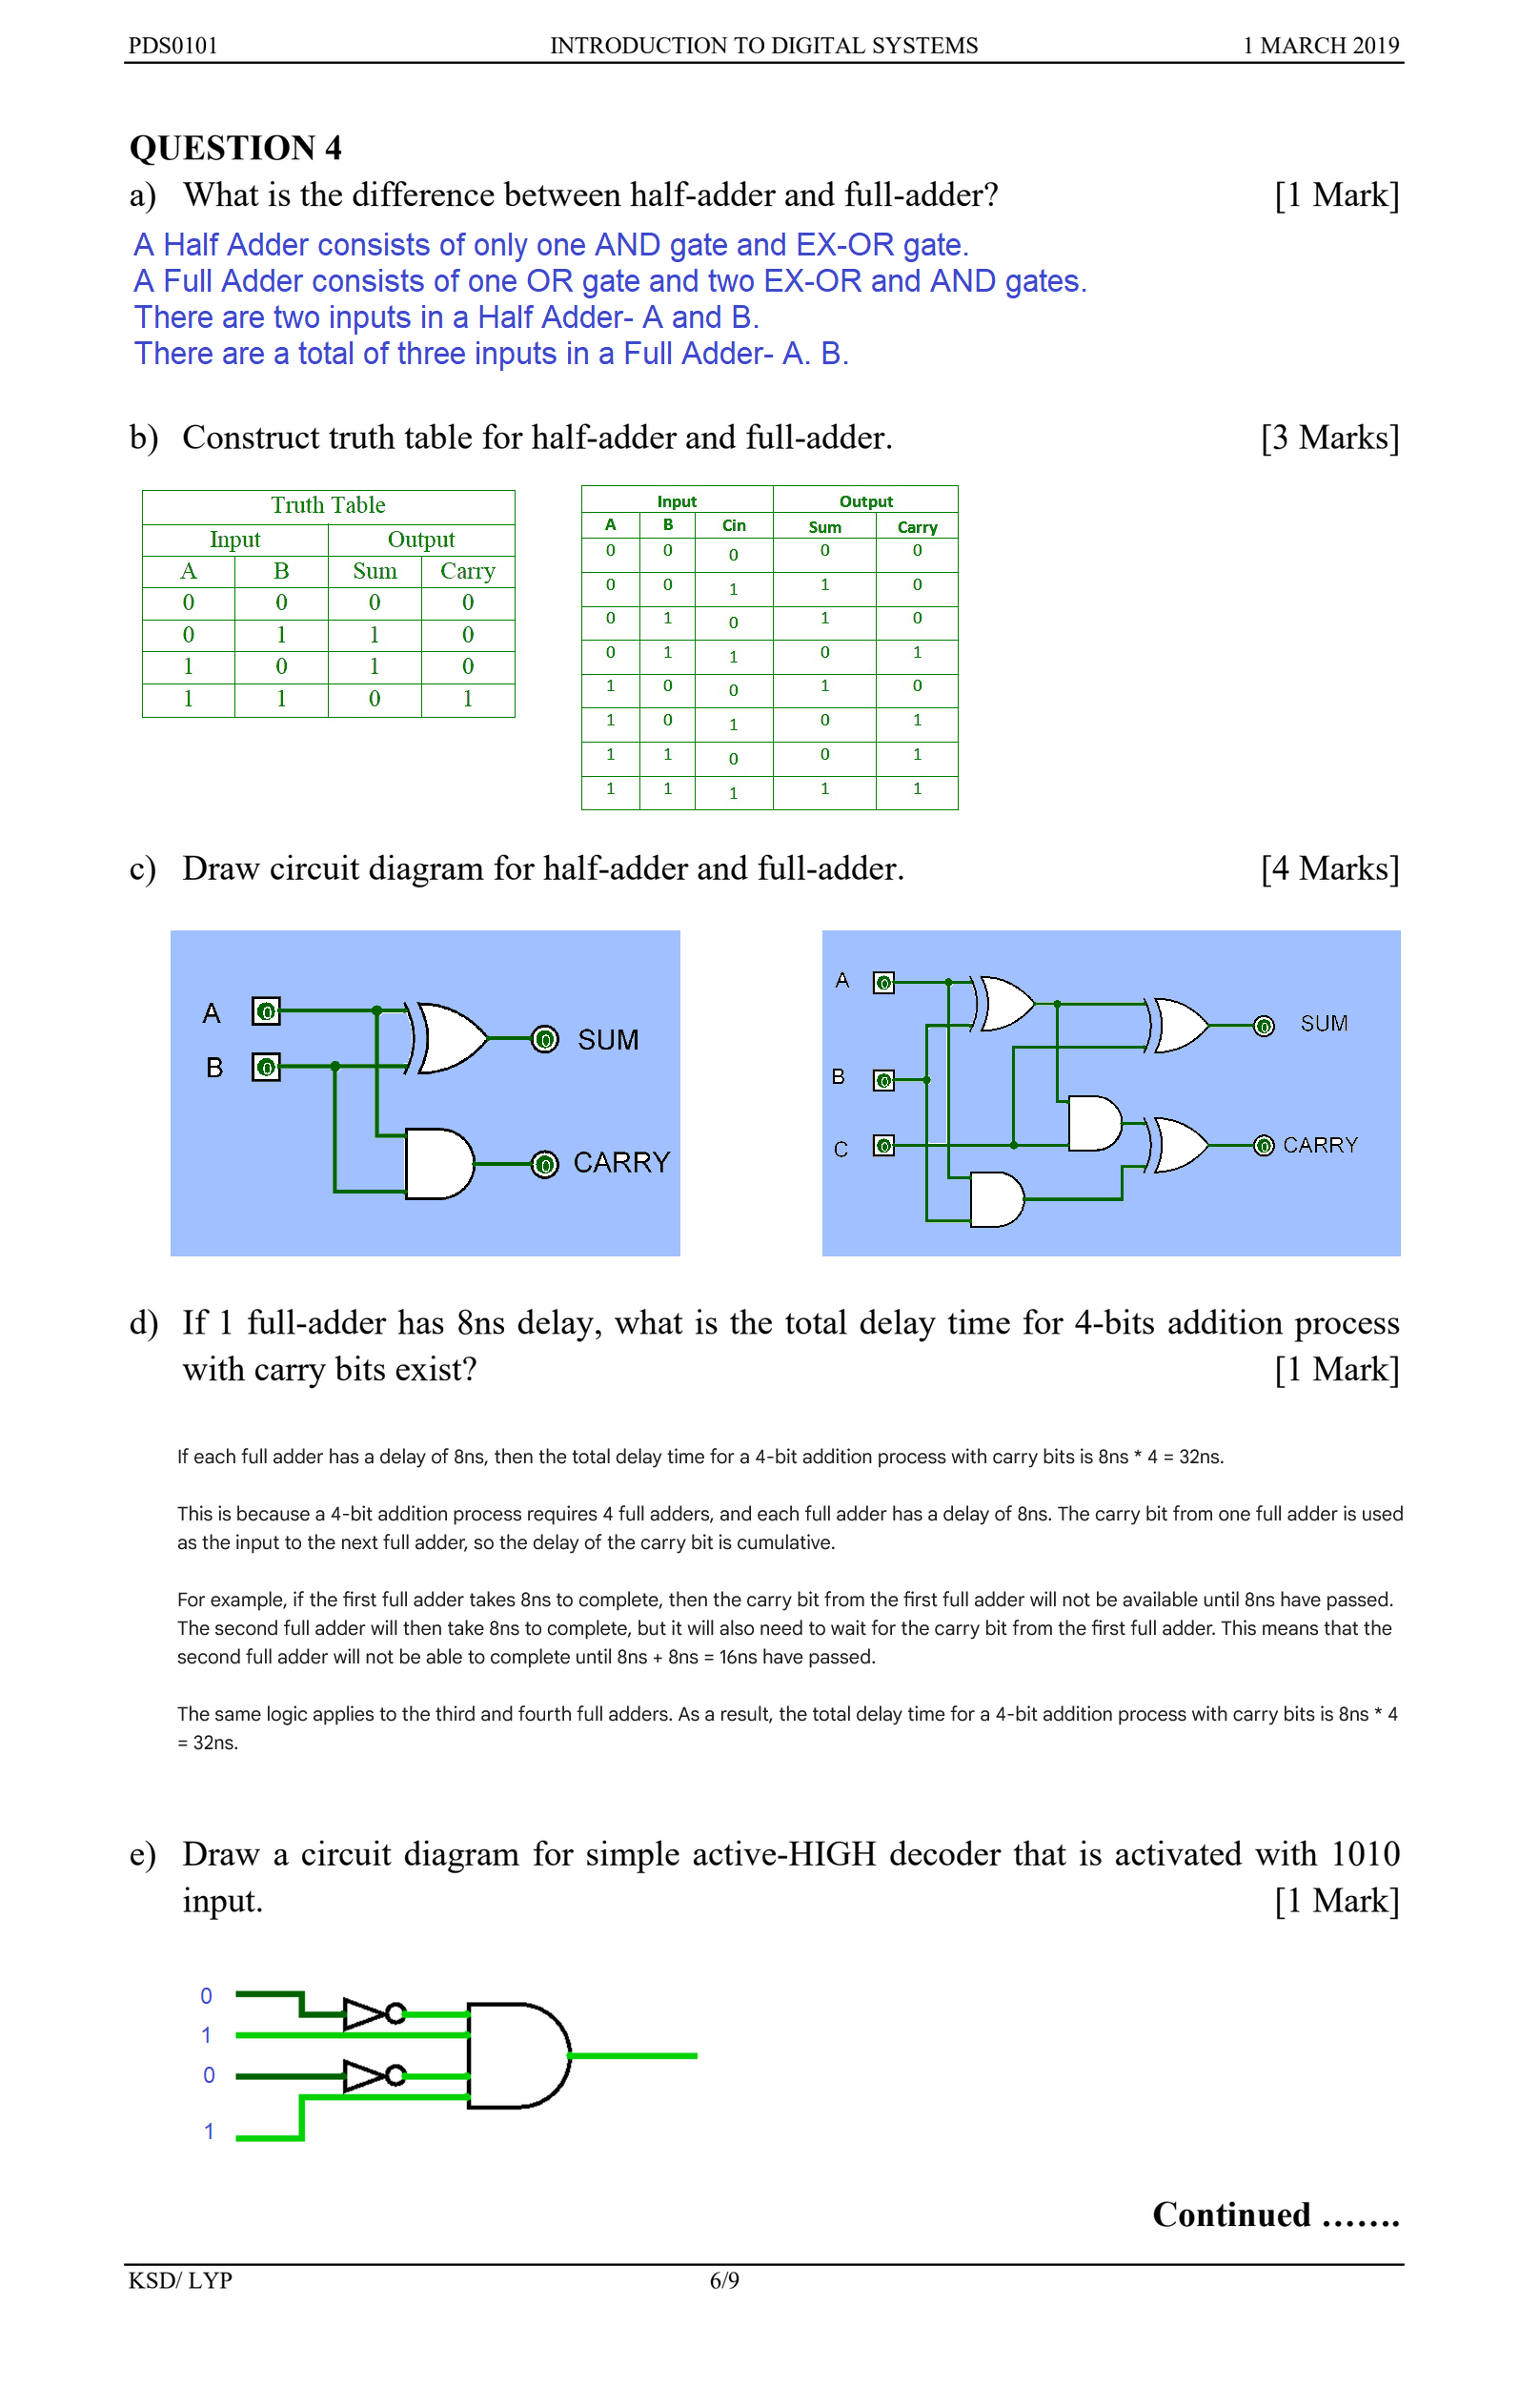 PDS0101 INTRODUCTION TO DIGITAL SYSTEMS 1 MARCH 2019
QUESTION 4
a) What is the difference between half-adder and full-adder? [1 Mark]
A Half Adder consists of only one AND gate and EX-OR gate.
A Full Adder consists of one OR gate and two EX-OR and AND gates.
There are two inputs in a Half Adder- A and B.
There are a total of three inputs in a Full Adder- A. B.
b) Construct truth table for half-adder and full-adder. [3 Marks]
Truth Table
Input Output
A B Sum Carry
0 0 0 0
0 1 1 0
1 0 1 0
1 1 0 1
Input Output
A B Cin Sum Carry
0 0 0 0 0
0 0 1 1 0
0 1 0 1 0
0 1 1 0 1
1 0 0 1 0
1 0 1 0 1
1 1 0 0 1
1 1 1 1 1
c) Draw circuit diagram for half-adder and full-adder. [4 Marks]
A 0 0 SUM
B 0
0 CARRY
A 0
0 SUM
B 0
C 0 0 CARRY
d) If 1 full-adder has 8ns delay, what is the total delay time for 4-bits addition process
with carry bits exist? [1 Mark]
If each full adder has a delay of 8ns, then the total delay time for a 4-bit addition process with carry bits is 8ns * 4 = 32ns.
This is because a 4-bit addition process requires 4 full adders, and each full adder has a delay of 8ns. The carry bit from one full adder is used
as the input to the next full adder, so the delay of the carry bit is cumulative.
For example, if the first full adder takes 8ns to complete, then the carry bit from the first full adder will not be available until 8ns have passed.
The second full adder will then take 8ns to complete, but it will also need to wait for the carry bit from the first full adder. This means that the
second full adder will not be able to complete until 8ns + 8ns = 16ns have passed.
The same logic applies to the third and fourth full adders. As a result, the total delay time for a 4-bit addition process with carry bits is 8ns * 4
= 32ns.
e) Draw a circuit diagram for simple active-HIGH decoder that is activated with 1010
input. [1 Mark]
0
1
0
1
Continued …….
KSD/ LYP 6/9